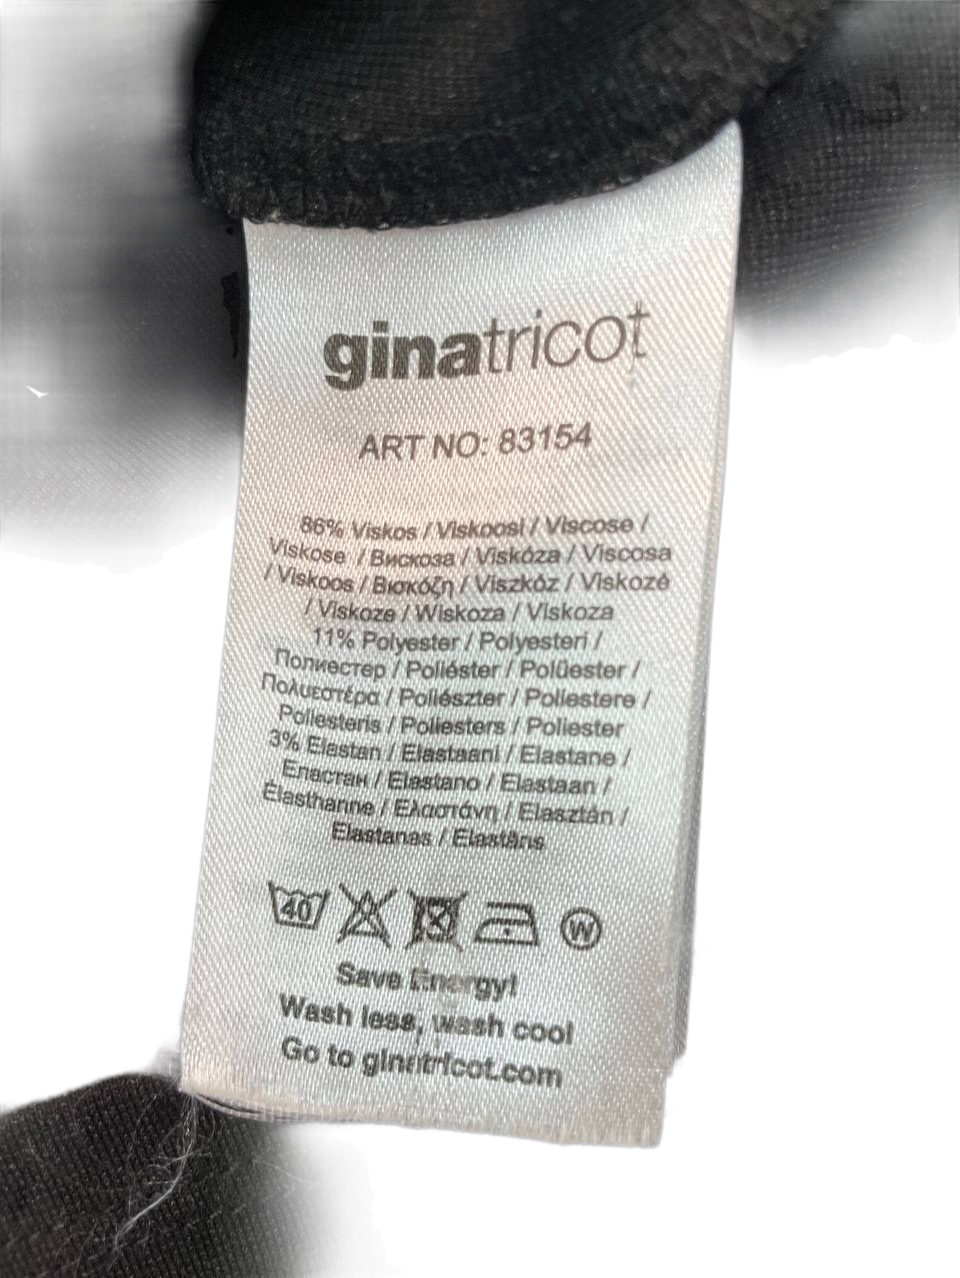 ginatricot
ART NO: 83154
86% Viskos / Viskoosi / Viscose /
Viskose / Вискоза / Viskóza / Viscosa
/ Viskoos / Βισκόζη / Viszkóz / Viskozė
/ Viskoze / Wiskoza / Viskoza
11% Polyester / Polyesteri /
Полиестер / Poliéster / Polüester /
Πολυεστέρα / Poliészter / Poliestere /
Poliesteris / Poliesters / Poliester
3% Elastan / Elastaani / Elastane /
Еластан / Elastano / Elastaan /
Élasthanne / Ελαστάνη / Elasztán /
Elastanas / Elastāns
40 W
Save Energy!
Wash less, wash cool
Go to ginatricot.com